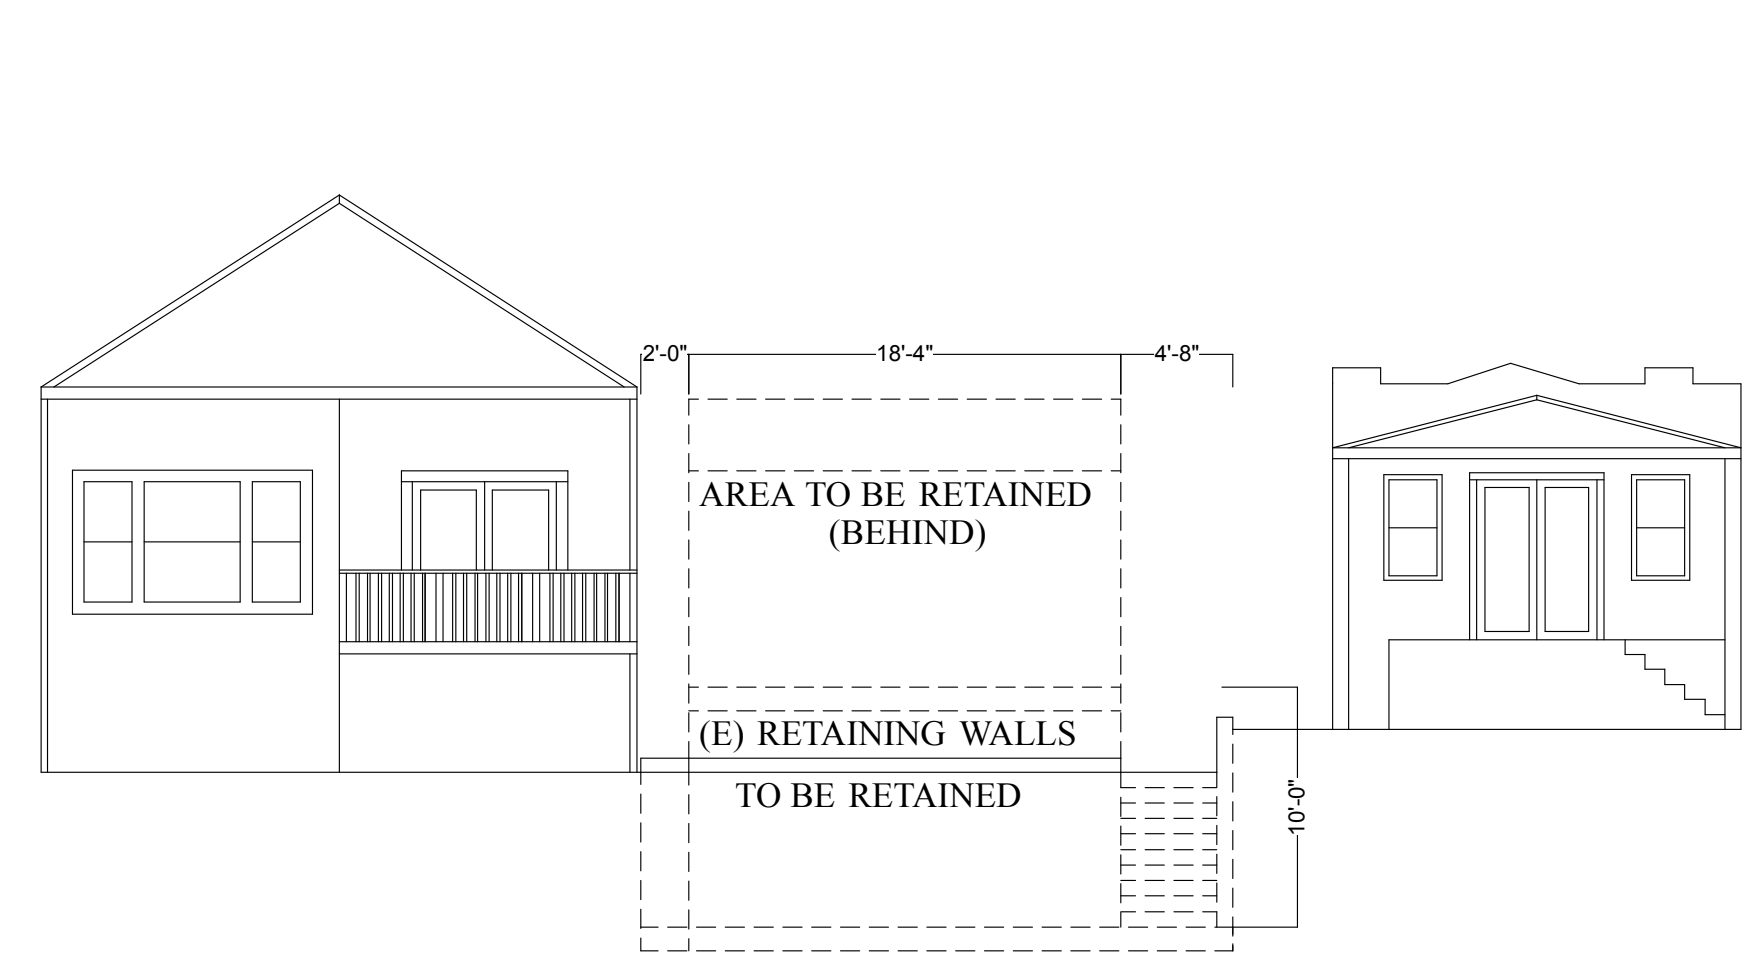 2'-0" 18'-4" 4'-8"
AREA TO BE RETAINED
(BEHIND)
(E) RETAINING WALLS
TO BE RETAINED
10'-0"